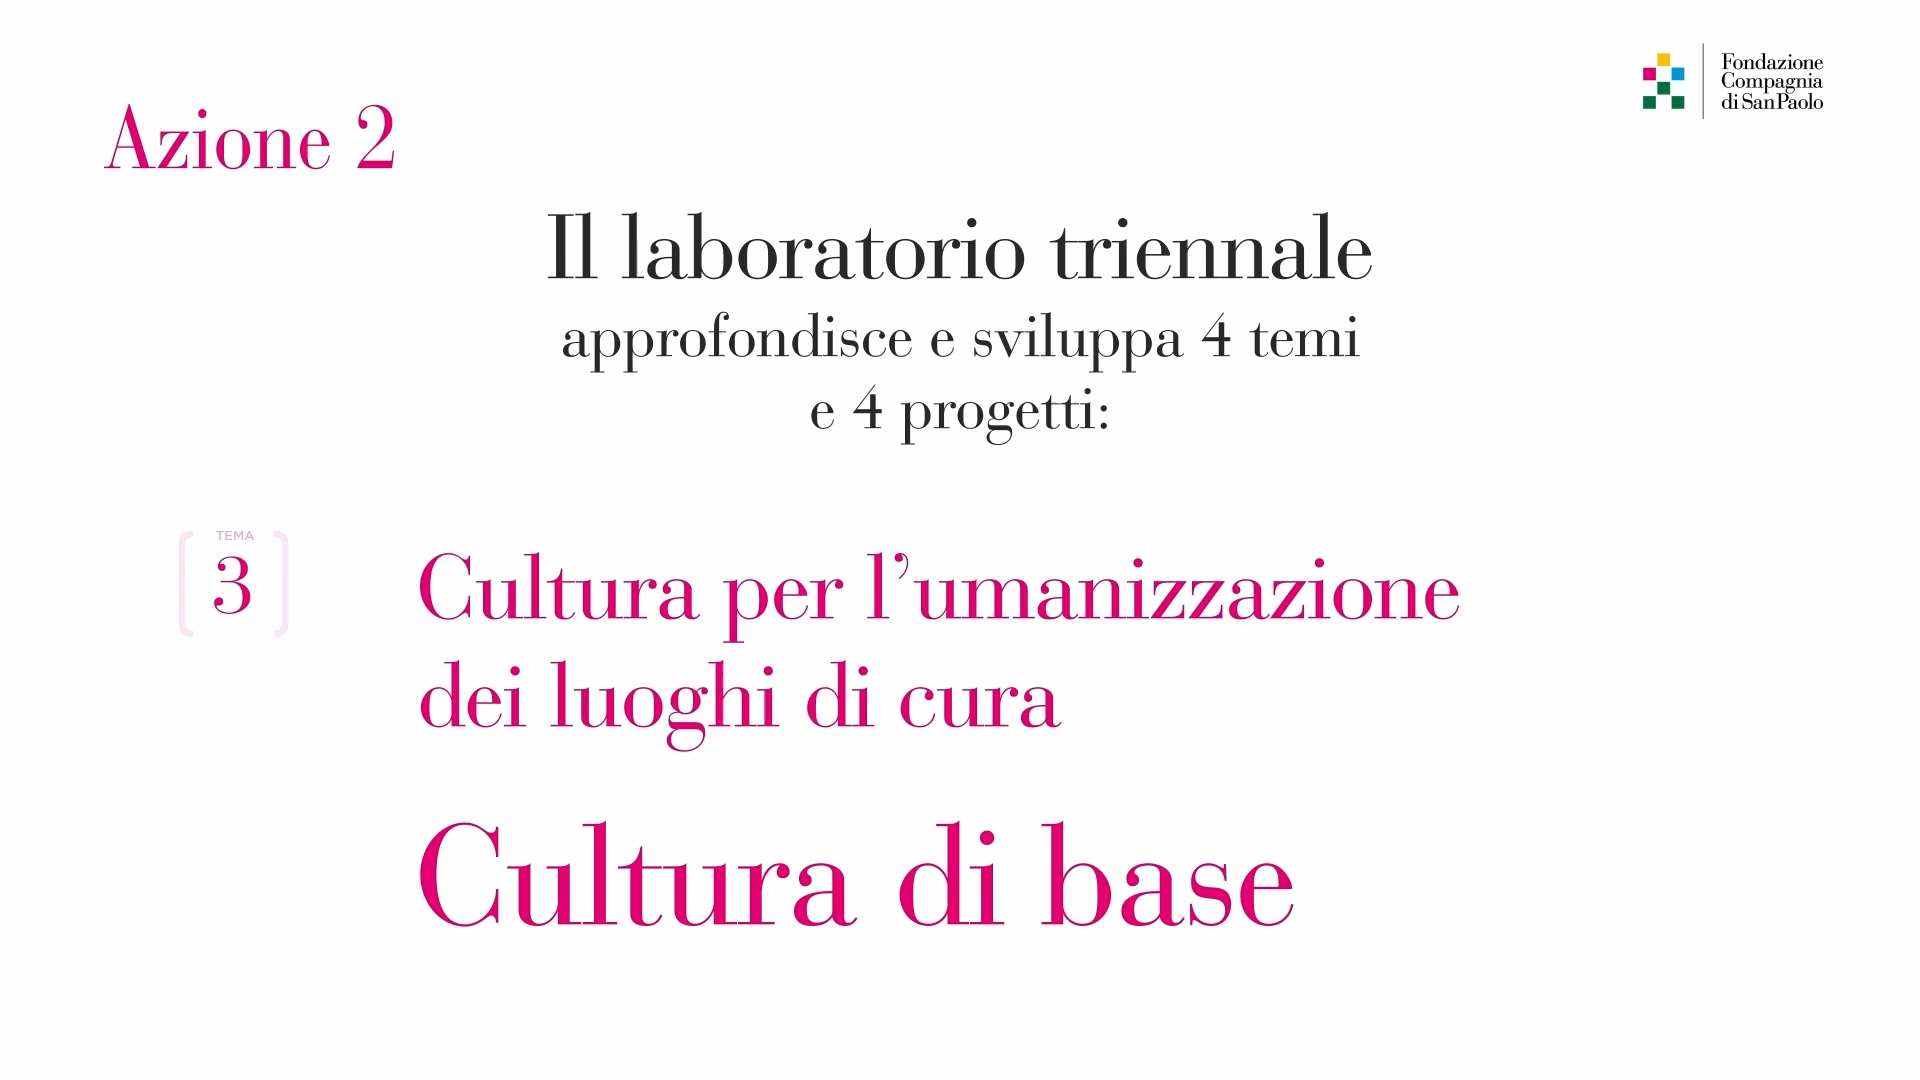 Fondazione
Compagnia
di San Paolo
Azione 2
Il laboratorio triennale
approfondisce e sviluppa 4 temi
e 4 progetti:
TEMA
3
Cultura per l’umanizzazione
dei luoghi di cura
Cultura di base